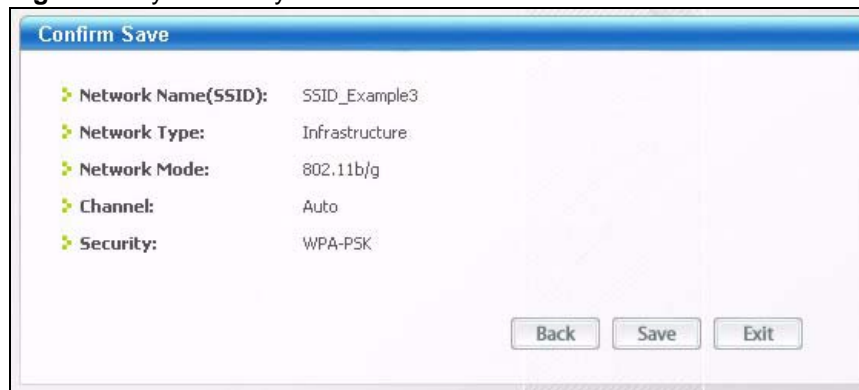 Confirm Save
Network Name(SSID): SSID_Example3
Network Type: Infrastructure
Network Mode: 802.11b/g
Channel: Auto
Security: WPA-PSK
Back Save Exit